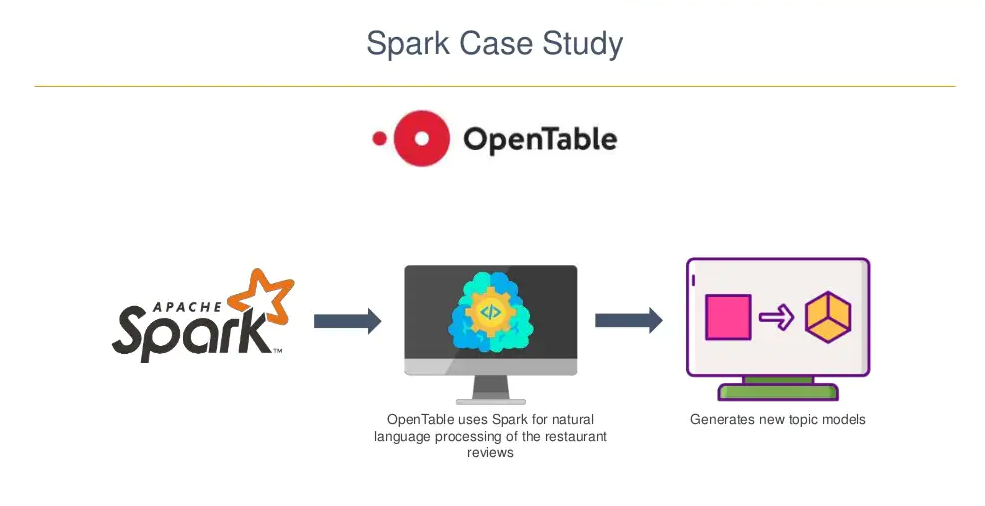 Spark Case Study
OpenTable
APACHE
Spark™
</>
OpenTable uses Spark for natural
language processing of the restaurant
reviews
Generates new topic models